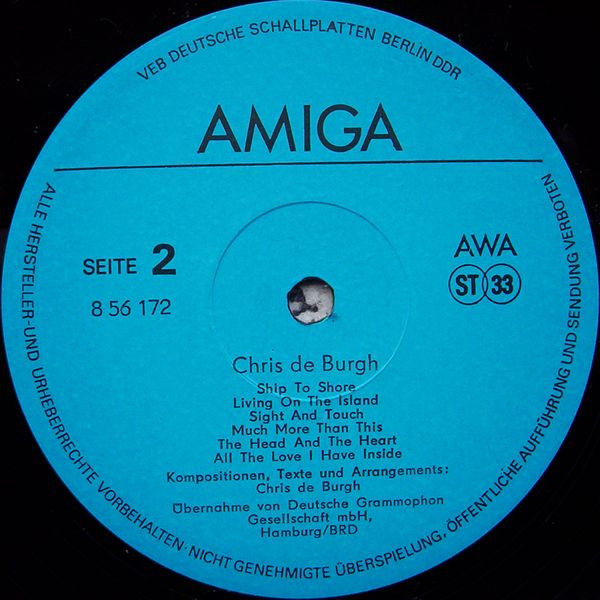 VEB DEUTSCHE SCHALLPLATTEN BERLIN DDR
AMIGA
SEITE 2
8 56 172
AWA
ST 33
Chris de Burgh
Ship To Shore
Living On The Island
Sight And Touch
Much More Than This
The Head And The Heart
All The Love I Have Inside
Kompositionen, Texte und Arrangements:
Chris de Burgh
Übernahme von Deutsche Grammophon
Gesellschaft mbH,
Hamburg/BRD
ALLE HERSTELLER-UND URHEBERRECHTE VORBEHALTEN · NICHT GENEHMIGTE ÜBERSPIELUNG, ÖFFENTLICHE AUFFÜHRUNG UND SENDUNG VERBOTEN